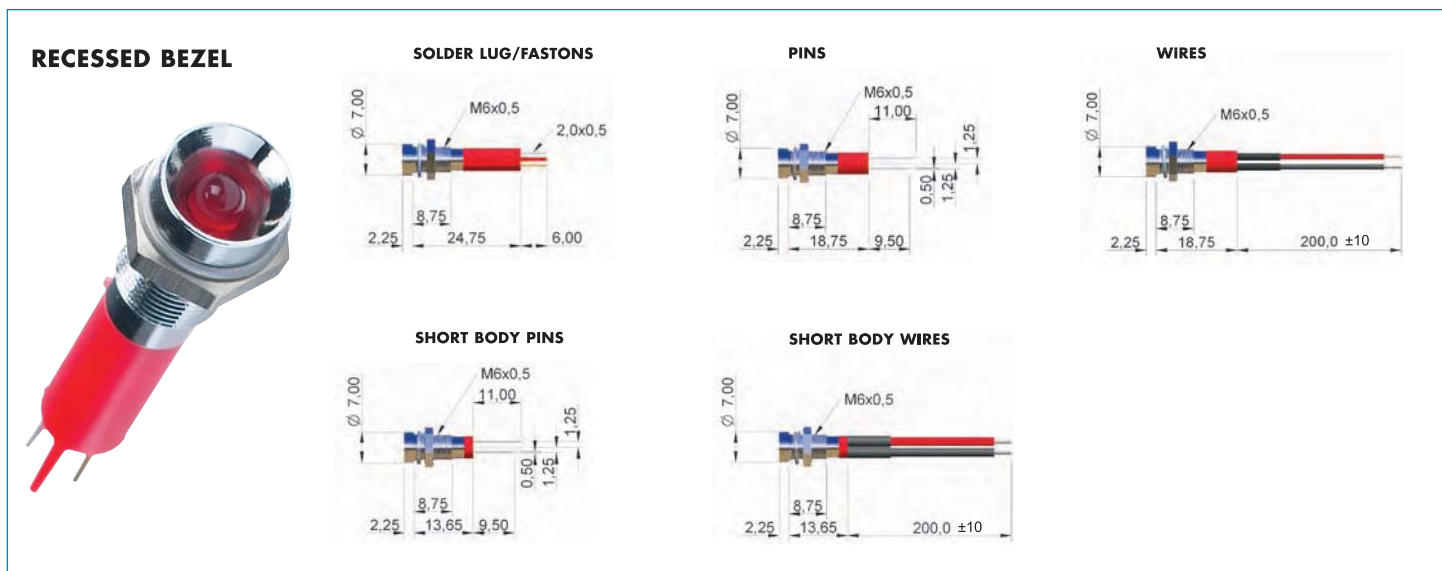 RECESSED BEZEL
SOLDER LUG/FASTONS
Ø 7,00
M6x0,5
2,0x0,5
8,75
2,25
24,75
6,00
PINS
Ø 7,00
M6x0,5
11,00
1,25
0,50
1,25
8,75
2,25
18,75
9,50
WIRES
Ø 7,00
M6x0,5
8,75
2,25
18,75
200,0 ±10
SHORT BODY PINS
Ø 7,00
M6x0,5
11,00
1,25
0,50
1,25
8,75
2,25
13,65
9,50
SHORT BODY WIRES
Ø 7,00
M6x0,5
8,75
2,25
13,65
200,0 ±10